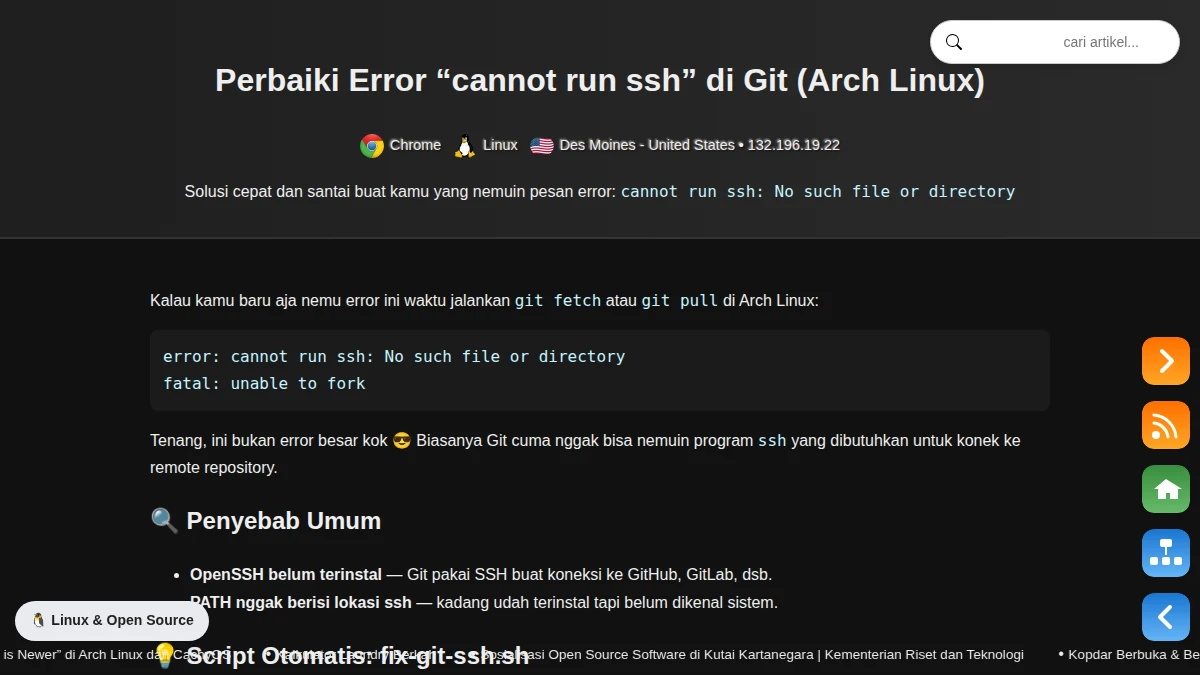 cari artikel...
Perbaiki Error “cannot run ssh” di Git (Arch Linux)
Chrome Linux Des Moines - United States • 132.196.19.22
Solusi cepat dan santai buat kamu yang nemuin pesan error: cannot run ssh: No such file or directory
Kalau kamu baru aja nemu error ini waktu jalankan git fetch atau git pull di Arch Linux:
error: cannot run ssh: No such file or directory
fatal: unable to fork
Tenang, ini bukan error besar kok 😎 Biasanya Git cuma nggak bisa nemuin program ssh yang dibutuhkan untuk konek ke
remote repository.
🔍 Penyebab Umum
• OpenSSH belum terinstal — Git pakai SSH buat koneksi ke GitHub, GitLab, dsb.
PATH nggak berisi lokasi ssh — kadang udah terinstal tapi belum dikenal sistem.
🐧 Linux & Open Source
💡 Script Otomatis: fix-git-ssh.sh
is Newer” di Arch Linux dan Sosialisasi Open Source Software di Kutai Kartanegara | Kementerian Riset dan Teknologi • Kopdar Berbuka & Be